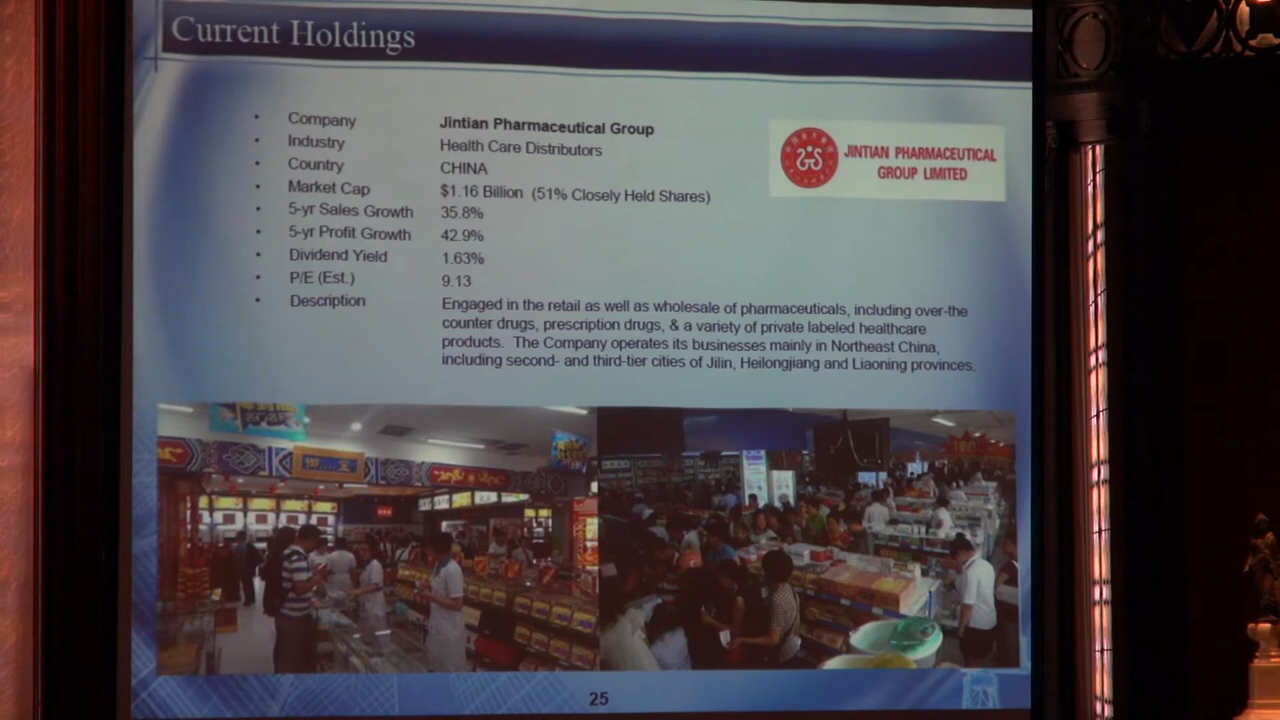 Current Holdings
• Company Jintian Pharmaceutical Group
• Industry Health Care Distributors
• Country CHINA
• Market Cap $1.16 Billion (51% Closely Held Shares)
• 5-yr Sales Growth 35.8%
• 5-yr Profit Growth 42.9%
• Dividend Yield 1.63%
• P/E (Est.) 9.13
• Description Engaged in the retail as well as wholesale of pharmaceuticals, including over-the
counter drugs, prescription drugs, & a variety of private labeled healthcare
products. The Company operates its businesses mainly in Northeast China,
including second- and third-tier cities of Jilin, Heilongjiang and Liaoning provinces.
JINTIAN PHARMACEUTICAL
GROUP LIMITED
25